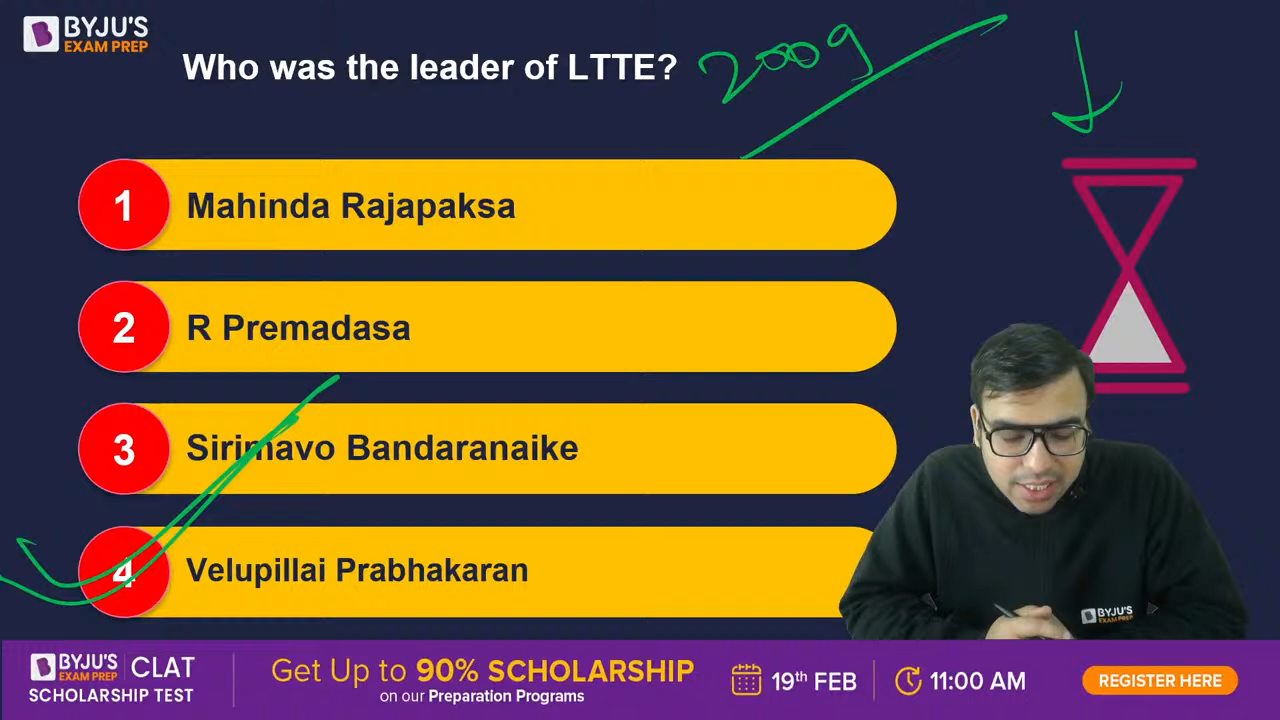 BYJU'S
EXAM PREP
Who was the leader of LTTE?
2009
1
Mahinda Rajapaksa
2
R Premadasa
3
Sirimavo Bandaranaike
4
Velupillai Prabhakaran
BYJU'S
EXAM PREP
BYJU'S
EXAM PREP
CLAT
SCHOLARSHIP TEST
Get Up to 90% SCHOLARSHIP
on our Preparation Programs
19th FEB
11:00 AM
REGISTER HERE